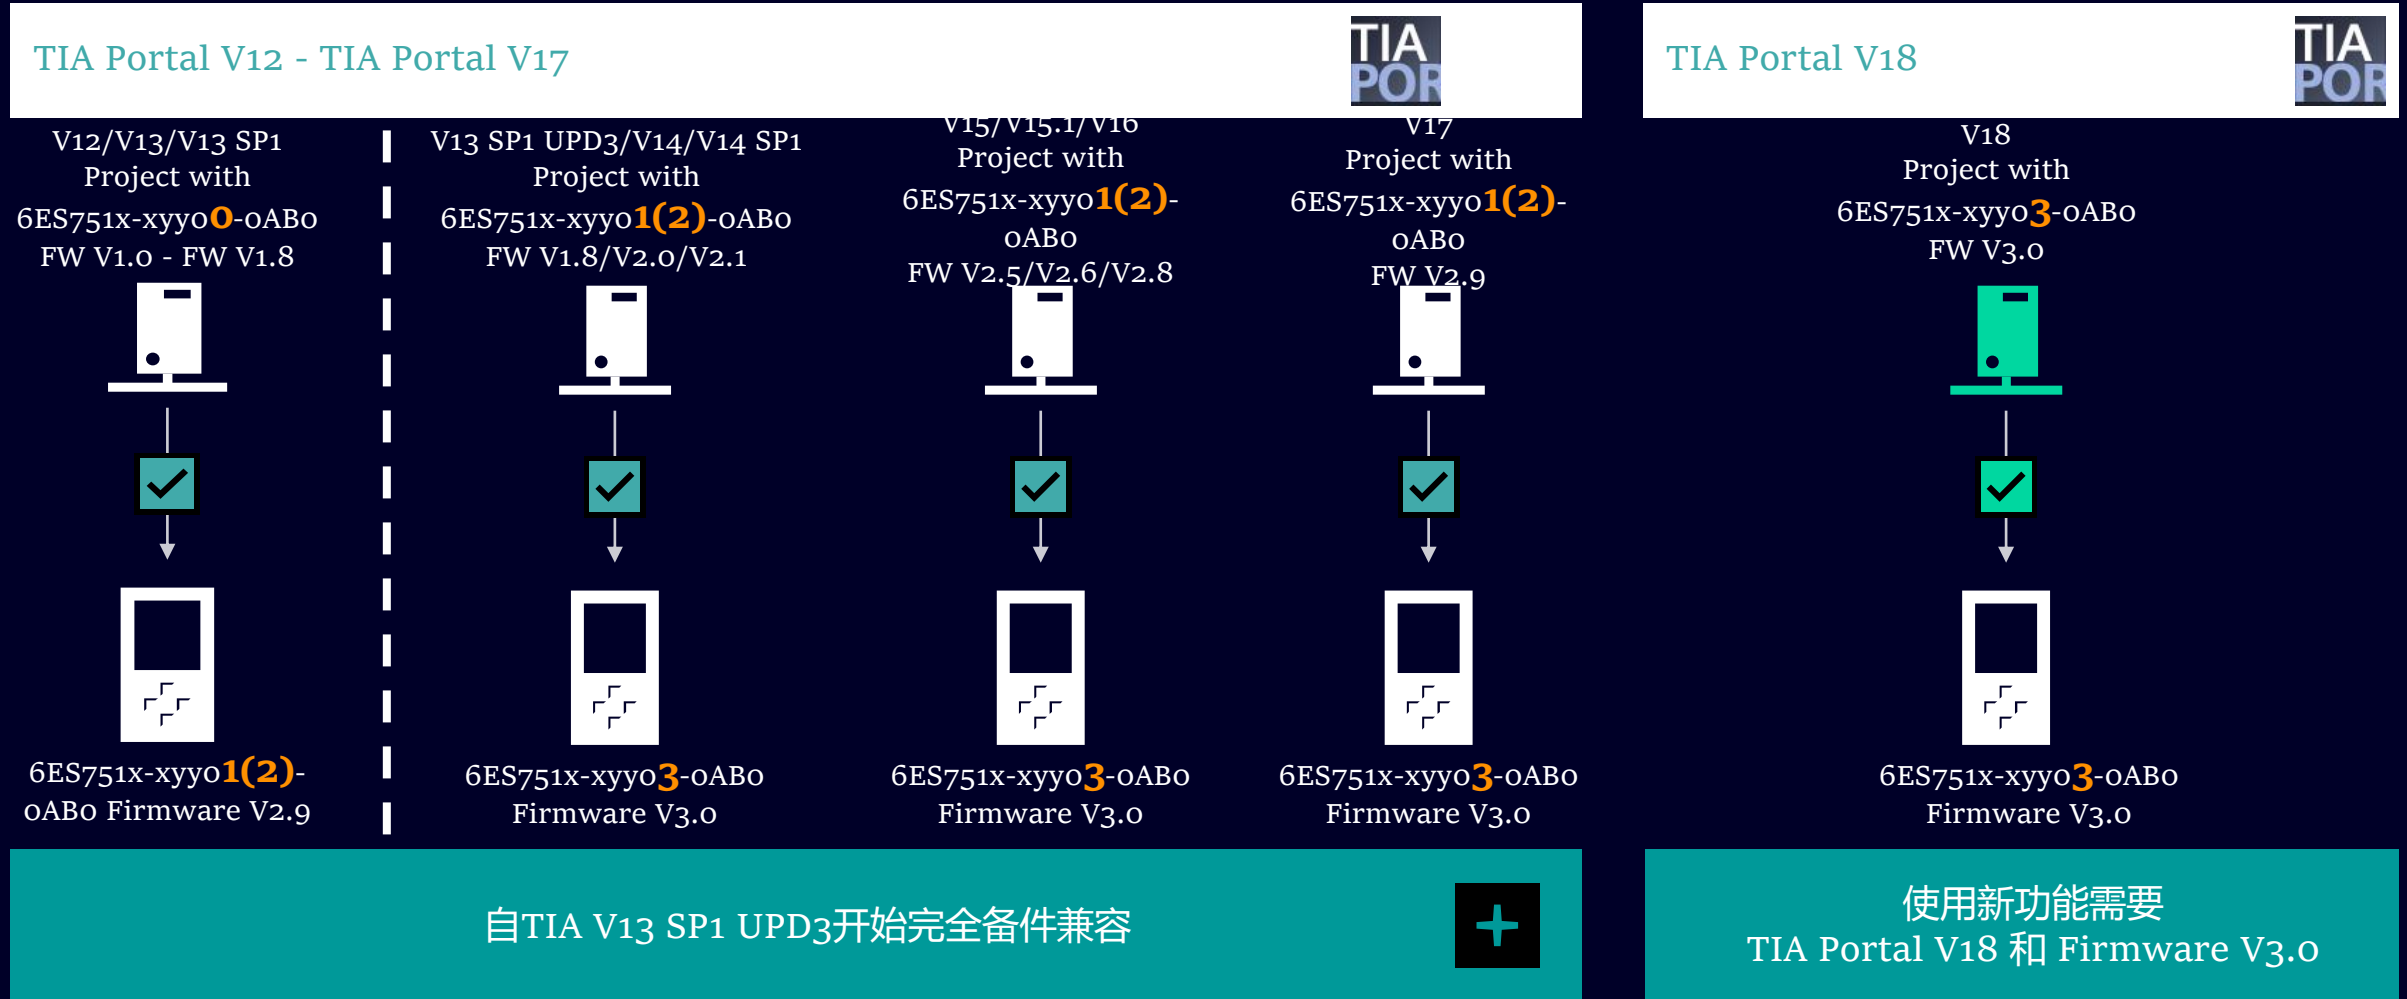 TIA Portal V12 - TIA Portal V17
TIA
POR
V12/V13/V13 SP1
Project with
6ES751x-xyy00-0AB0
FW V1.0 - FW V1.8
V13 SP1 UPD3/V14/V14 SP1
Project with
6ES751x-xyy01(2)-0AB0
FW V1.8/V2.0/V2.1
V15/V15.1/V16
Project with
6ES751x-xyy01(2)-
0AB0
FW V2.5/V2.6/V2.8
V17
Project with
6ES751x-xyy01(2)-
0AB0
FW V2.9
6ES751x-xyy01(2)-
0AB0 Firmware V2.9
6ES751x-xyy03-0AB0
Firmware V3.0
6ES751x-xyy03-0AB0
Firmware V3.0
6ES751x-xyy03-0AB0
Firmware V3.0
自TIA V13 SP1 UPD3开始完全备件兼容
TIA Portal V18
TIA
POR
V18
Project with
6ES751x-xyy03-0AB0
FW V3.0
6ES751x-xyy03-0AB0
Firmware V3.0
使用新功能需要
TIA Portal V18 和 Firmware V3.0